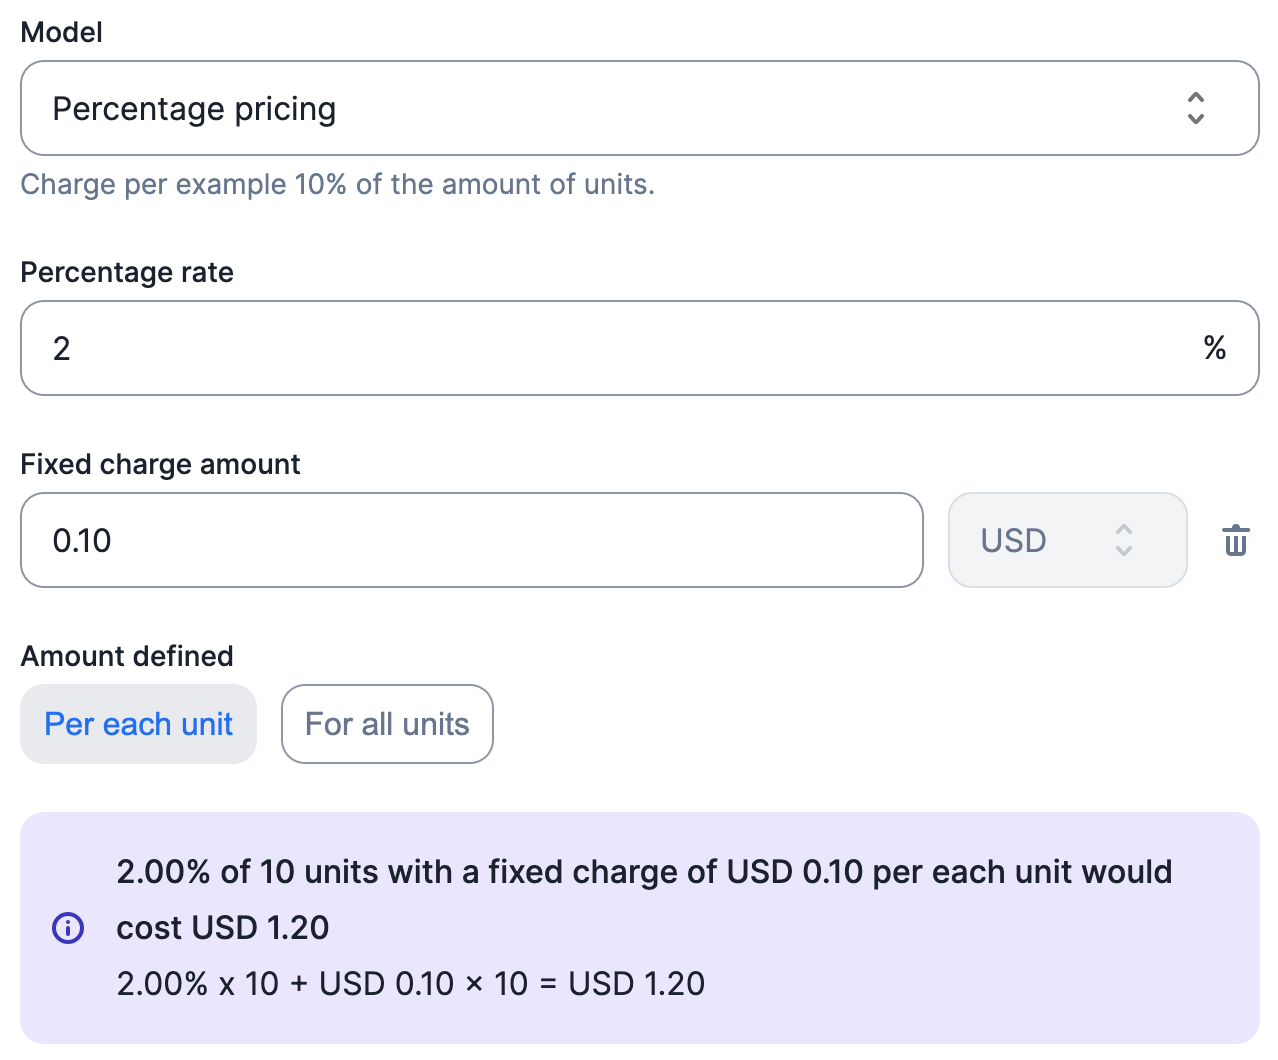 Model
Percentage pricing
Charge per example 10% of the amount of units.
Percentage rate
2 %
Fixed charge amount
0.10 USD
Amount defined
Per each unit For all units
2.00% of 10 units with a fixed charge of USD 0.10 per each unit would
cost USD 1.20
2.00% x 10 + USD 0.10 × 10 = USD 1.20